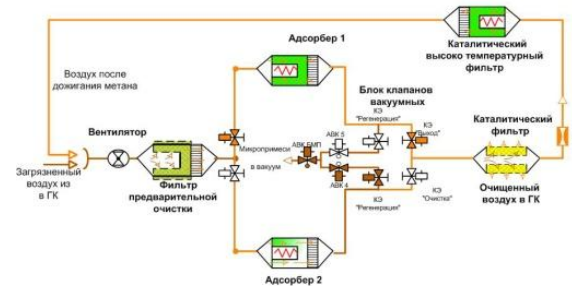 Адсорбер 1
Каталитический
высоко температурный
фильтр
Воздух после
дожигания метана
Блок клапанов
вакуумных
КЭ
"Регенерация"
КЭ
"Выход"
Каталитический
фильтр
Вентилятор
АВК 5
АВК БМП
Микропримеси
в вакуум
АВК 4
Загрязненный
воздух из
в ГК
Фильтр
предварительной
очистки
КЭ
"Регенерация"
КЭ
"Очистка"
Очищенный
воздух в ГК
Адсорбер 2